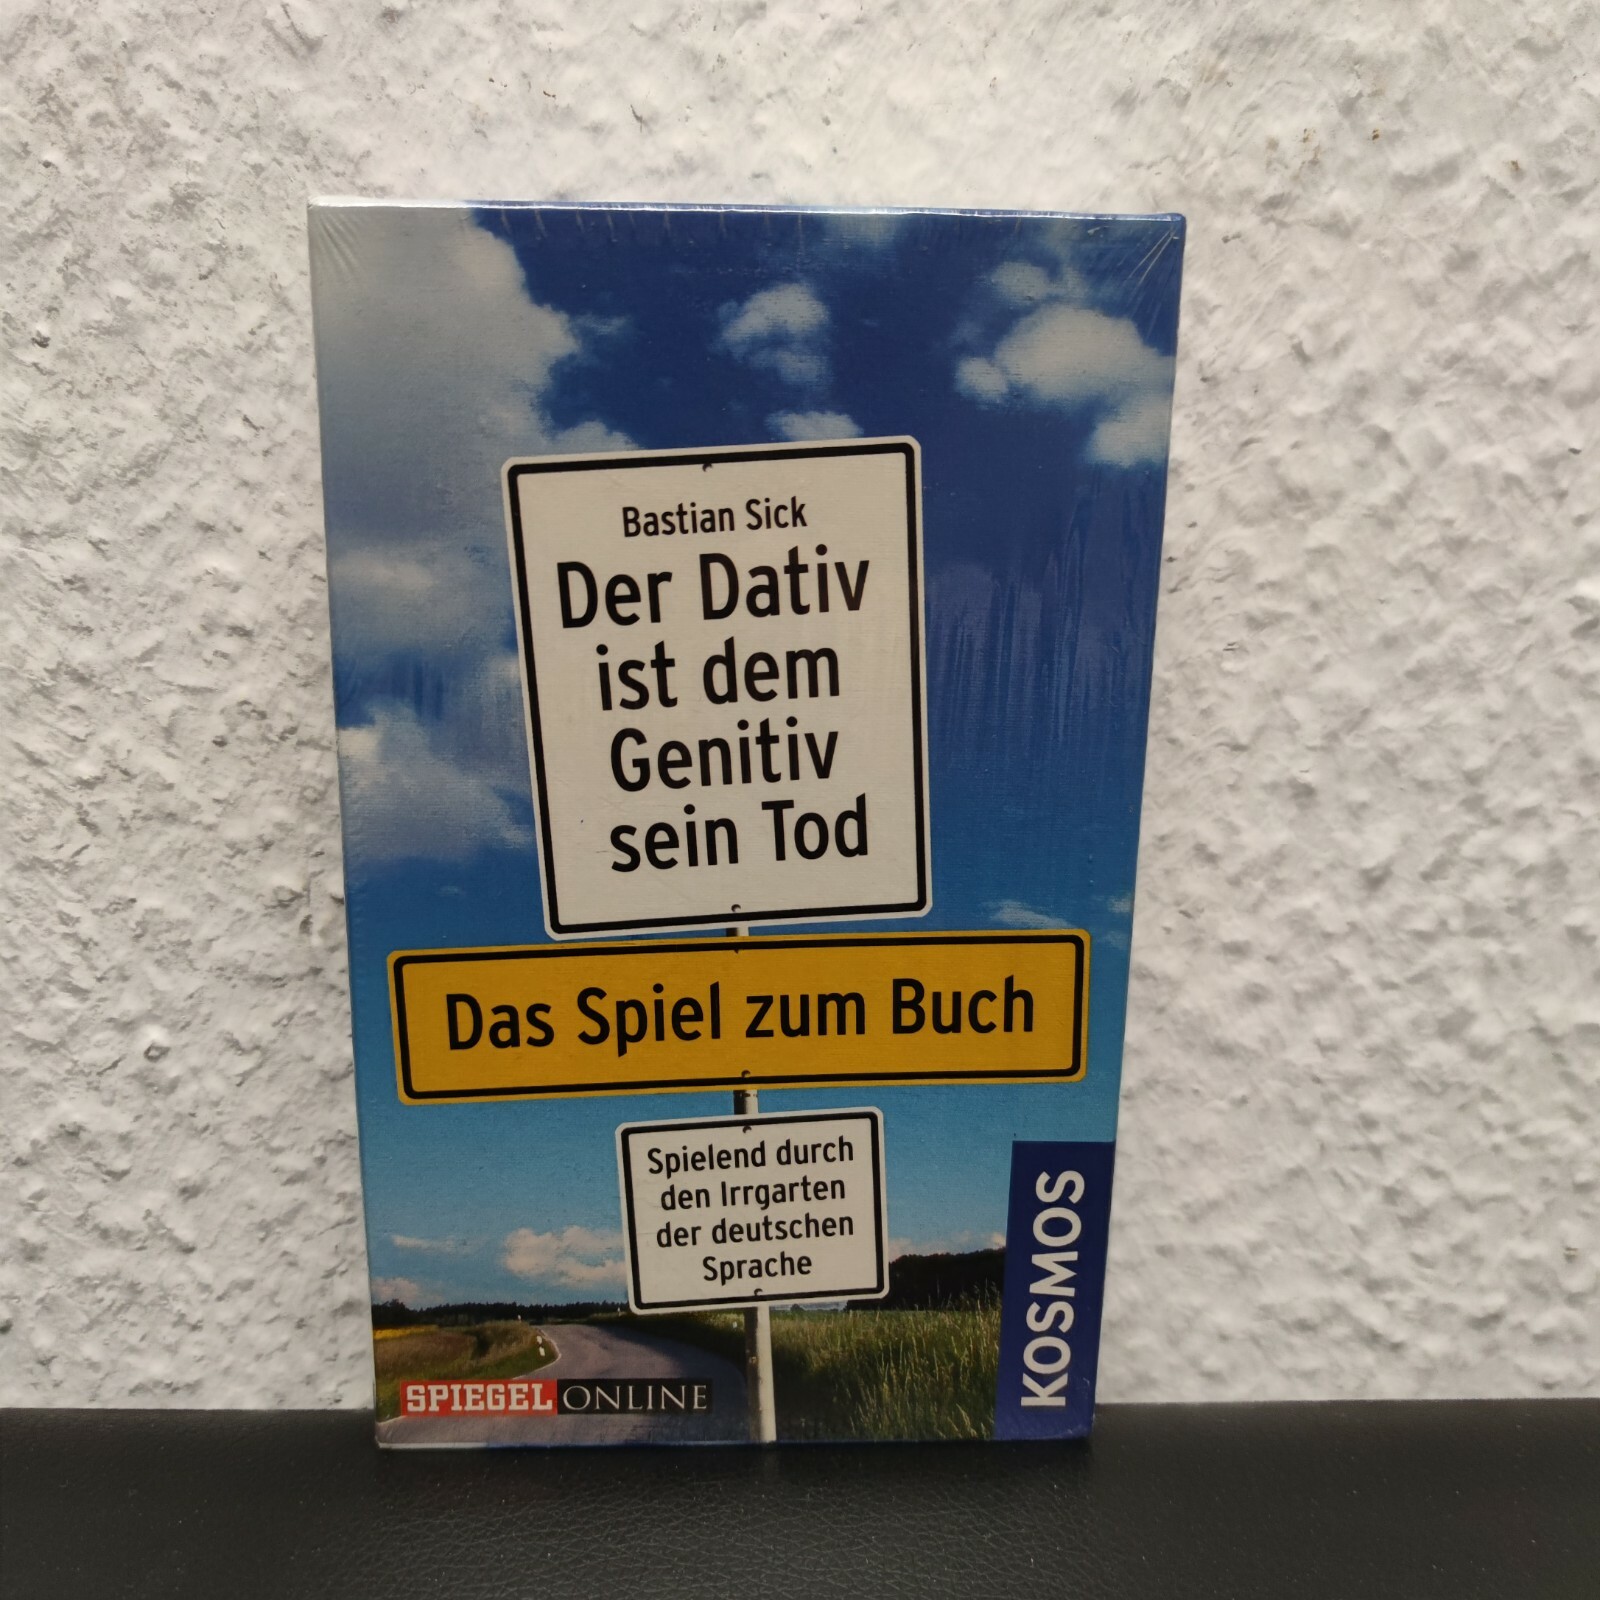 Bastian Sick
Der Dativ
ist dem
Genitiv
sein Tod
Das Spiel zum Buch
Spielend durch
den Irrgarten
der deutschen
Sprache
SPIEGEL ONLINE
KOSMOS